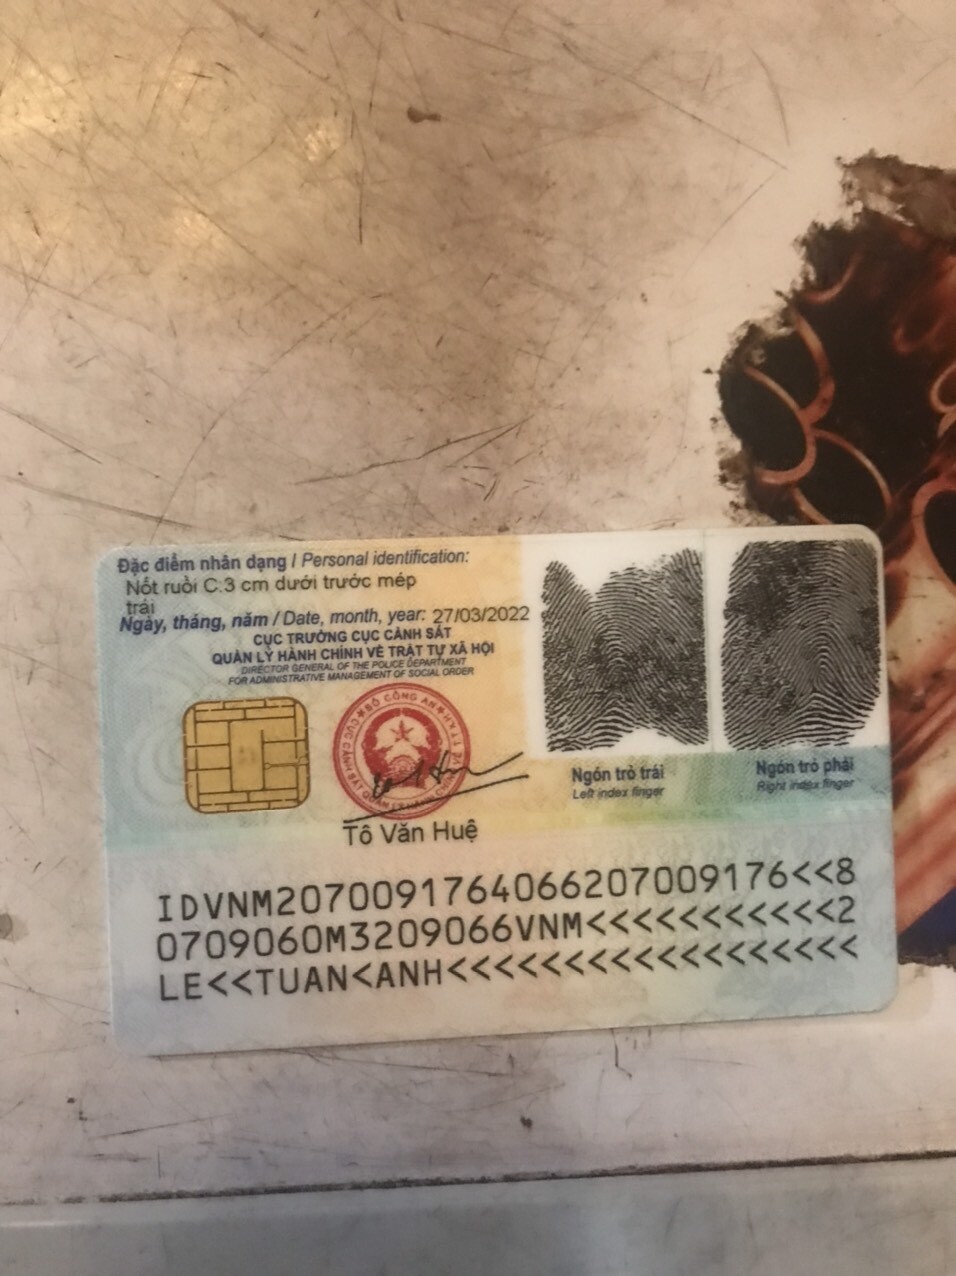 Đặc điểm nhân dạng / Personal identification:
Nốt ruồi C.3 cm dưới trước mép
trái
Ngày, tháng, năm / Date, month, year: 27/03/2022
CỤC TRƯỞNG CỤC CẢNH SÁT
QUẢN LÝ HÀNH CHÍNH VỀ TRẬT TỰ XÃ HỘI
DIRECTOR GENERAL OF THE POLICE DEPARTMENT
FOR ADMINISTRATIVE MANAGEMENT OF SOCIAL ORDER
BỘ CÔNG AN
Tô Văn Huệ
Ngón trỏ trái
Left index finger
Ngón trỏ phải
Right index finger
IDVNM2070091764066207009176<<8
0709060M3209066VNM<<<<<<<<<<<2
LE<<TUAN<ANH<<<<<<<<<<<<<<<<<<